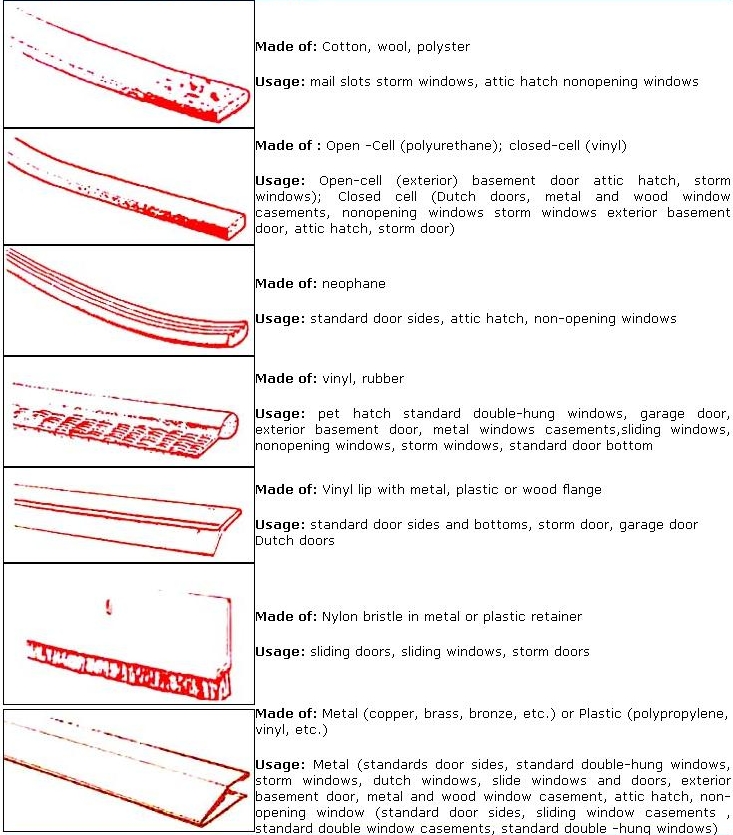 Made of: Cotton, wool, polyster
Usage: mail slots storm windows, attic hatch nonopening windows
Made of : Open -Cell (polyurethane); closed-cell (vinyl)
Usage: Open-cell (exterior) basement door attic hatch, storm
windows); Closed cell (Dutch doors, metal and wood window
casements, nonopening windows storm windows exterior basement
door, attic hatch, storm door)
Made of: neophane
Usage: standard door sides, attic hatch, non-opening windows
Made of: vinyl, rubber
Usage: pet hatch standard double-hung windows, garage door,
exterior basement door, metal windows casements,sliding windows,
nonopening windows, storm windows, standard door bottom
Made of: Vinyl lip with metal, plastic or wood flange
Usage: standard door sides and bottoms, storm door, garage door
Dutch doors
Made of: Nylon bristle in metal or plastic retainer
Usage: sliding doors, sliding windows, storm doors
Made of: Metal (copper, brass, bronze, etc.) or Plastic (polypropylene,
vinyl, etc.)
Usage: Metal (standards door sides, standard double-hung windows,
storm windows, dutch windows, slide windows and doors, exterior
basement door, metal and wood window casement, attic hatch, non-
opening window (standard door sides, sliding window casements ,
standard double window casements, standard double -hung windows)